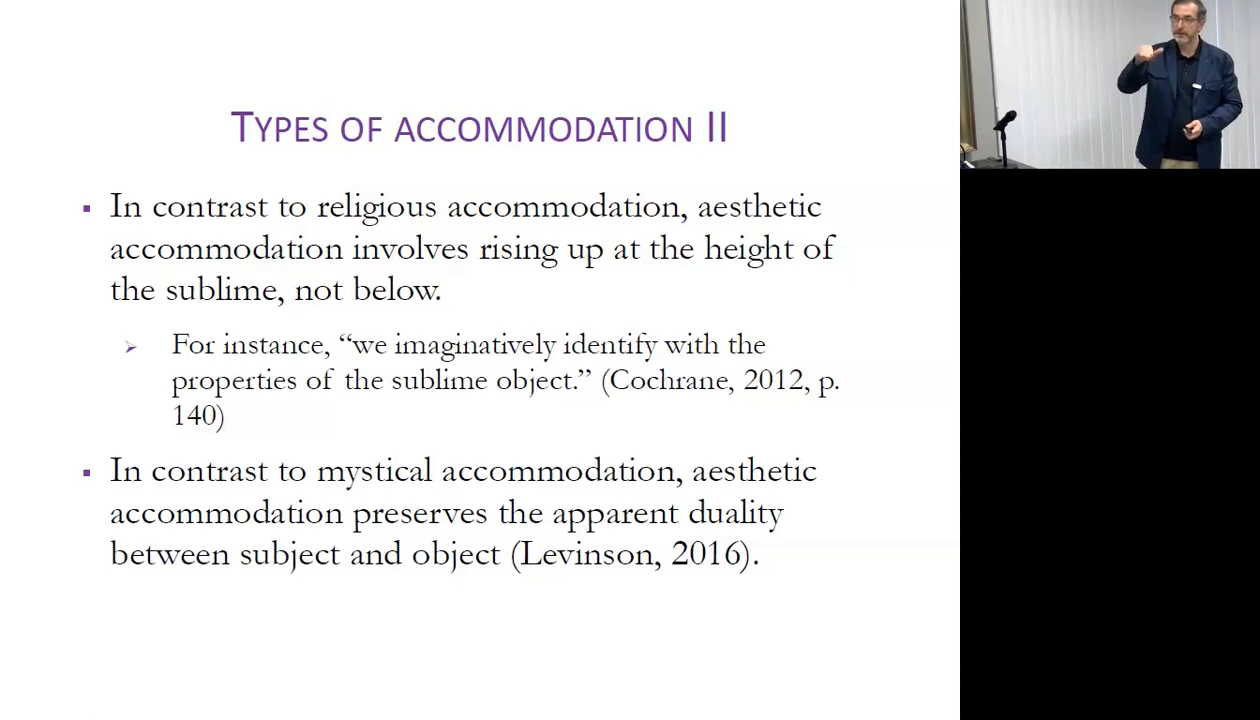 TYPES OF ACCOMMODATION II
▪ In contrast to religious accommodation, aesthetic
accommodation involves rising up at the height of
the sublime, not below.
➢ For instance, “we imaginatively identify with the
properties of the sublime object.” (Cochrane, 2012, p.
140)
▪ In contrast to mystical accommodation, aesthetic
accommodation preserves the apparent duality
between subject and object (Levinson, 2016).